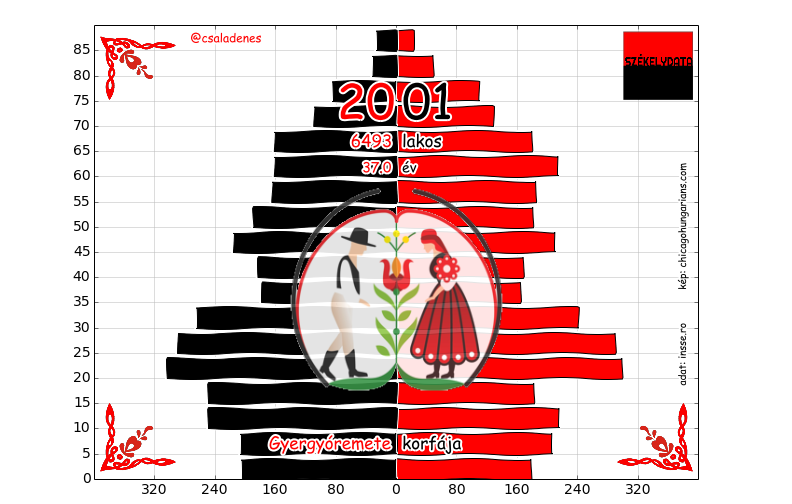 @csaladenes
SZÉKELYDATA
2001
6493 lakos
37.0 év
kép: chicagohungarians.com
adat: insse.ro
Gyergyóremete korfája
85
80
75
70
65
60
55
50
45
40
35
30
25
20
15
10
5
0
320 240 160 80 0 80 160 240 320